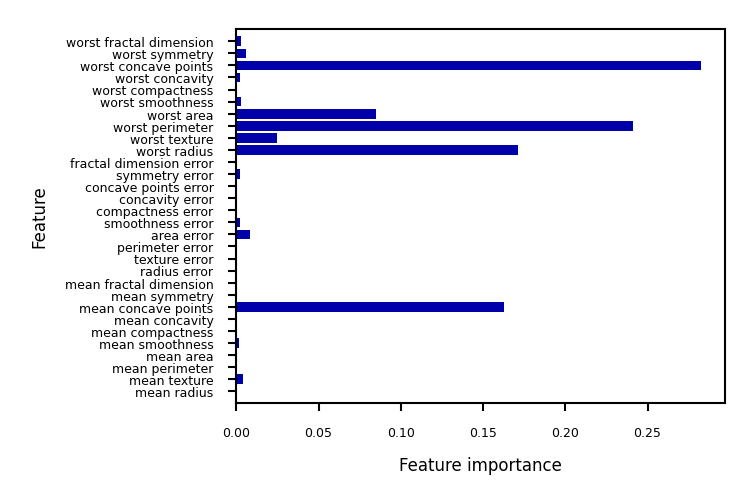 worst fractal dimension
worst symmetry
worst concave points
worst concavity
worst compactness
worst smoothness
worst area
worst perimeter
worst texture
worst radius
fractal dimension error
symmetry error
concave points error
concavity error
compactness error
smoothness error
area error
perimeter error
texture error
radius error
mean fractal dimension
mean symmetry
mean concave points
mean concavity
mean compactness
mean smoothness
mean area
mean perimeter
mean texture
mean radius
Feature
0.00 0.05 0.10 0.15 0.20 0.25
Feature importance